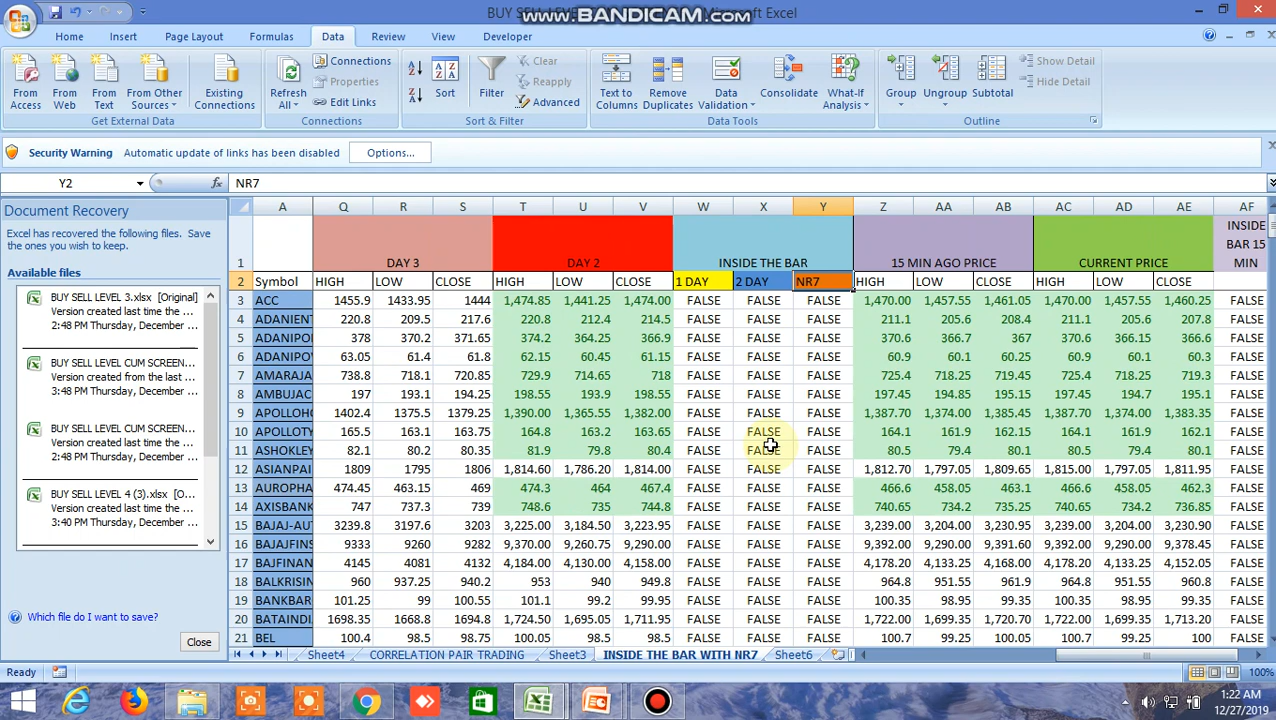 BUY SELL
www.BANDICAM.com
Microsoft Excel
Home Insert Page Layout Formulas Data Review View Developer
From Access
From Web
From Text
From Other Sources
Existing Connections
Get External Data
Refresh All
Connections
Properties
Edit Links
Connections
Sort
Filter
Clear
Reapply
Advanced
Sort & Filter
Text to Columns
Remove Duplicates
Data Validation
Consolidate
What-If Analysis
Data Tools
Group
Ungroup
Subtotal
Show Detail
Hide Detail
Outline
Security Warning Automatic update of links has been disabled Options...
Y2 fx NR7
Document Recovery
Excel has recovered the following files. Save the ones you wish to keep.
Available files
BUY SELL LEVEL 3.xlsx [Original]
Version created last time the ...
2:48 PM Thursday, December ...
BUY SELL LEVEL CUM SCREEN...
Version created from the last ...
2:48 PM Thursday, December ...
BUY SELL LEVEL CUM SCREEN...
Version created last time the ...
2:48 PM Thursday, December ...
BUY SELL LEVEL 4 (3).xlsx [O...
Version created last time the ...
3:40 PM Thursday, December ...
Which file do I want to save?
Close
A Q R S T U V W X Y Z AA AB AC AD AE AF
1 DAY 3 DAY 2 INSIDE THE BAR 15 MIN AGO PRICE CURRENT PRICE INSIDE BAR 15 MIN
2 Symbol HIGH LOW CLOSE HIGH LOW CLOSE 1 DAY 2 DAY NR7 HIGH LOW CLOSE HIGH LOW CLOSE
3 ACC 1455.9 1433.95 1444 1,474.85 1,441.25 1,474.00 FALSE FALSE FALSE 1,470.00 1,457.55 1,461.05 1,470.00 1,457.55 1,460.25 FALSE
4 ADANIENT 220.8 209.5 217.6 220.8 212.4 214.5 FALSE FALSE FALSE 211.1 205.6 208.4 211.1 205.6 207.8 FALSE
5 ADANIPO 378 370.2 371.65 374.2 364.25 366.9 FALSE FALSE FALSE 370.6 366.7 367 370.6 366.15 366.6 FALSE
6 ADANIPO 63.05 61.4 61.8 62.15 60.45 61.15 FALSE FALSE FALSE 60.9 60.1 60.25 60.9 60.1 60.3 FALSE
7 AMARAJA 738.8 718.1 720.85 729.9 714.65 718 FALSE FALSE FALSE 725.4 718.25 718.4 725.4 718.25 719.3 FALSE
8 AMBUJAC 197 193.1 194.25 198.55 193.9 198.55 FALSE FALSE FALSE 197.45 194.85 195.15 197.45 194.7 195.1 FALSE
9 APOLLOHO 1402.4 1375.5 1379.25 1,390.00 1,365.55 1,382.00 FALSE FALSE FALSE 1,387.70 1,374.00 1,385.45 1,387.70 1,374.00 1,383.35 FALSE
10 APOLLOTY 165.5 163.1 163.75 164.8 163.2 163.65 FALSE FALSE FALSE 164.1 161.9 162.15 164.1 161.9 162.1 FALSE
11 ASHOKLEY 82.1 80.2 80.35 81.9 79.8 80.4 FALSE FALSE FALSE 80.5 79.4 80.1 80.5 79.4 80.1 FALSE
12 ASIANPAI 1809 1795 1806 1,814.60 1,786.20 1,814.00 FALSE FALSE FALSE 1,812.70 1,797.05 1,809.65 1,815.00 1,797.05 1,811.95 FALSE
13 AUROPHA 474.45 463.15 469 474.3 464 467.4 FALSE FALSE FALSE 466.6 458.05 463.1 466.6 458.05 462.3 FALSE
14 AXISBANK 747 737.3 739 748.6 735 744.8 FALSE FALSE FALSE 740.65 734.2 735.25 740.65 734.2 736.85 FALSE
15 BAJAJ-AUT 3239.8 3197.6 3203 3,225.00 3,184.50 3,223.95 FALSE FALSE FALSE 3,239.00 3,204.00 3,230.95 3,239.00 3,204.00 3,230.95 FALSE
16 BAJAJFINS 9333 9260 9282 9,370.00 9,260.75 9,290.00 FALSE FALSE FALSE 9,392.00 9,290.00 9,391.60 9,392.00 9,290.00 9,378.45 FALSE
17 BAJFINAN 4145 4081 4132 4,184.00 4,130.00 4,158.00 FALSE FALSE FALSE 4,178.20 4,133.25 4,168.00 4,178.20 4,133.25 4,152.05 FALSE
18 BALKRISIN 960 937.25 940.2 953 940 949.8 FALSE FALSE FALSE 964.8 951.55 961.9 964.8 951.55 960.8 FALSE
19 BANKBAR 101.25 99 100.55 101.1 99.2 99.95 FALSE FALSE FALSE 100.35 98.95 99.35 100.35 98.95 99.35 FALSE
20 BATAINDI 1698.35 1668.8 1694.8 1,724.50 1,695.05 1,711.95 FALSE FALSE FALSE 1,722.00 1,699.35 1,720.70 1,722.00 1,699.35 1,713.20 FALSE
21 BEL 100.4 98.5 98.75 100.05 98.5 98.5 FALSE FALSE FALSE 100.7 99.25 100.7 99.25 100 FALSE
Sheet4 CORRELATION PAIR TRADING Sheet3 INSIDE THE BAR WITH NR7 Sheet6
Ready 100%
1:22 AM
12/27/2019